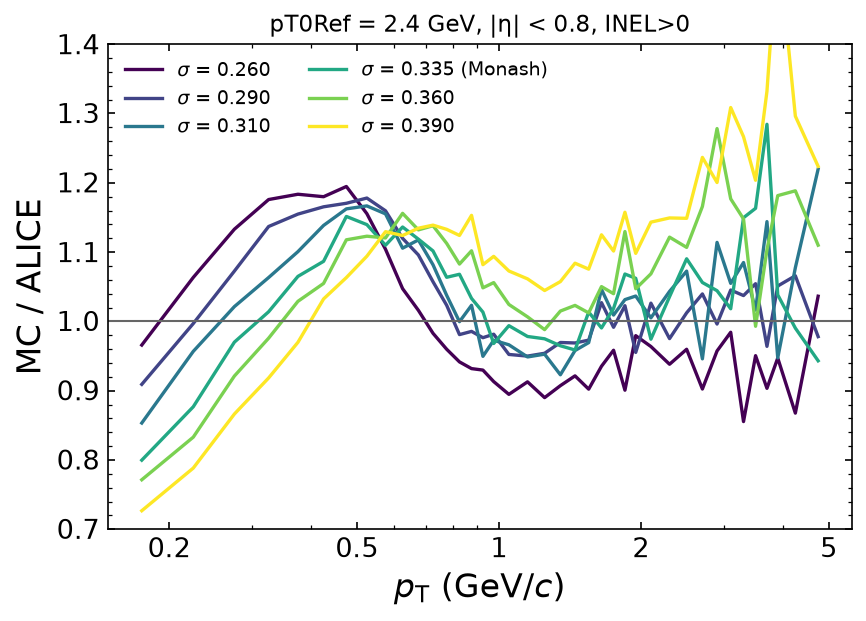 pT0Ref = 2.4 GeV, |η| < 0.8, INEL>0
MC / ALICE
1.4
1.3
1.2
1.1
1.0
0.9
0.8
0.7
σ = 0.260
σ = 0.290
σ = 0.310
σ = 0.335 (Monash)
σ = 0.360
σ = 0.390
0.2
0.5
1
2
5
pT (GeV/c)